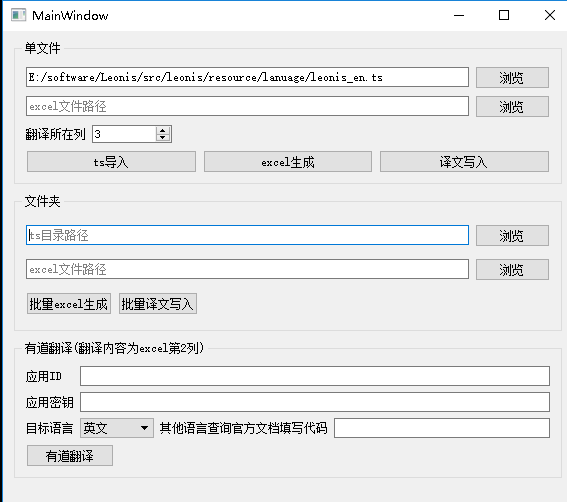 MainWindow
单文件
E:/software/Leonis/src/leonis/resource/lanuage/leonis_en.ts 浏览
excel文件路径 浏览
翻译所在列 3
ts导入 excel生成 译文写入
文件夹
ts目录路径 浏览
excel文件路径 浏览
批量excel生成 批量译文写入
有道翻译(翻译内容为excel第2列)
应用ID
应用密钥
目标语言 英文 其他语言查询官方文档填写代码
有道翻译